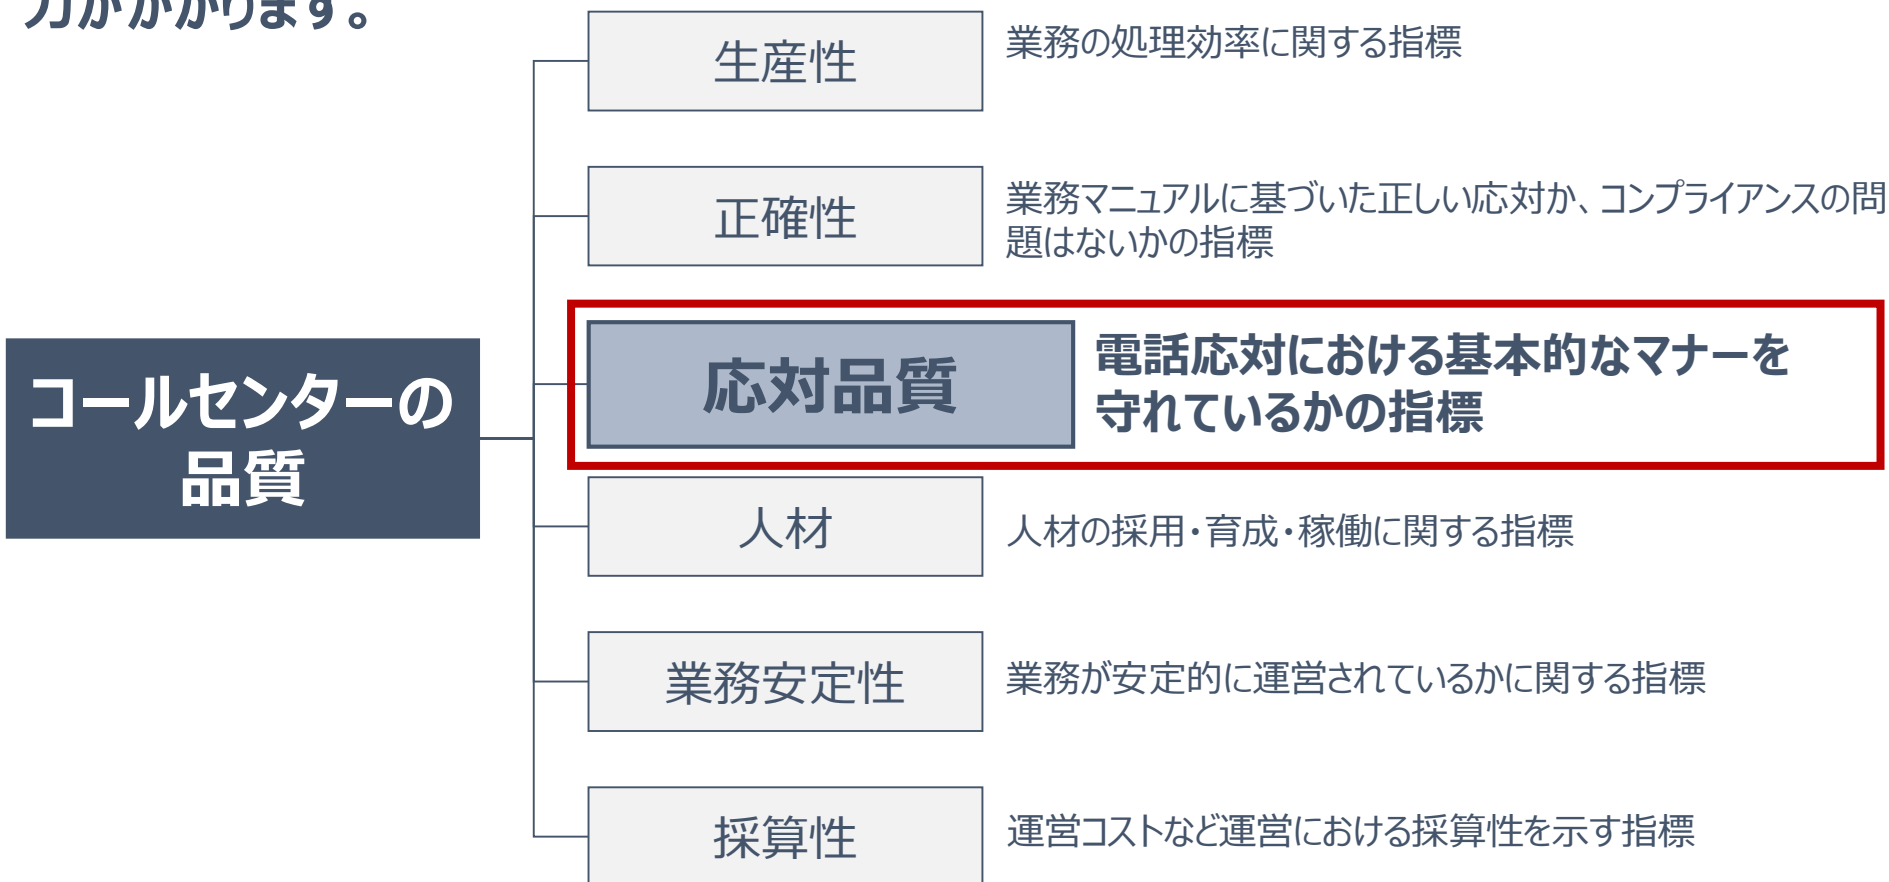 力がかかります。
生産性
業務の処理効率に関する指標
正確性
業務マニュアルに基づいた正しい応対か、コンプライアンスの問
題はないかの指標
コールセンターの
品質
応対品質
電話応対における基本的なマナーを
守れているかの指標
人材
人材の採用・育成・稼働に関する指標
業務安定性
業務が安定的に運営されているかに関する指標
採算性
運営コストなど運営における採算性を示す指標